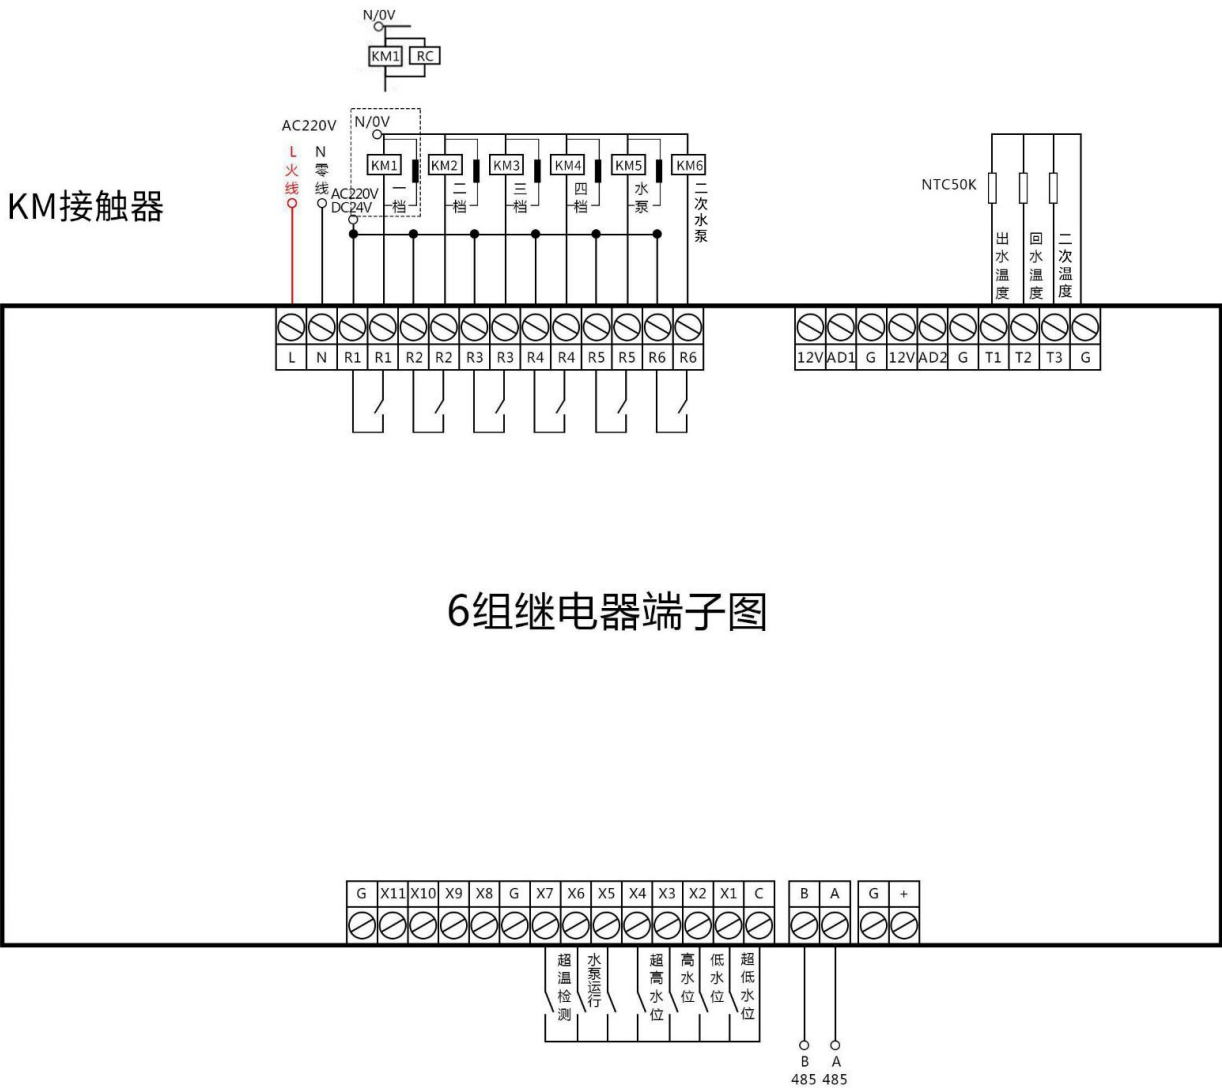 N/0V
KM1 RC
AC220V
N/0V
L火线
N零线
KM1 KM2 KM3 KM4 KM5 KM6
AC220V
DC24V
一档
二档
三档
四档
水泵
二次水泵
KM接触器
NTC50K
出水温度
回水温度
二次温度
L N R1 R1 R2 R2 R3 R3 R4 R4 R5 R5 R6 R6
12V AD1 G 12V AD2 G T1 T2 T3 G
6组继电器端子图
G X11 X10 X9 X8 G X7 X6 X5 X4 X3 X2 X1 C
B A
G +
超温检测
水泵运行
超高水位
高水位
低水位
超低水位
B A
485 485